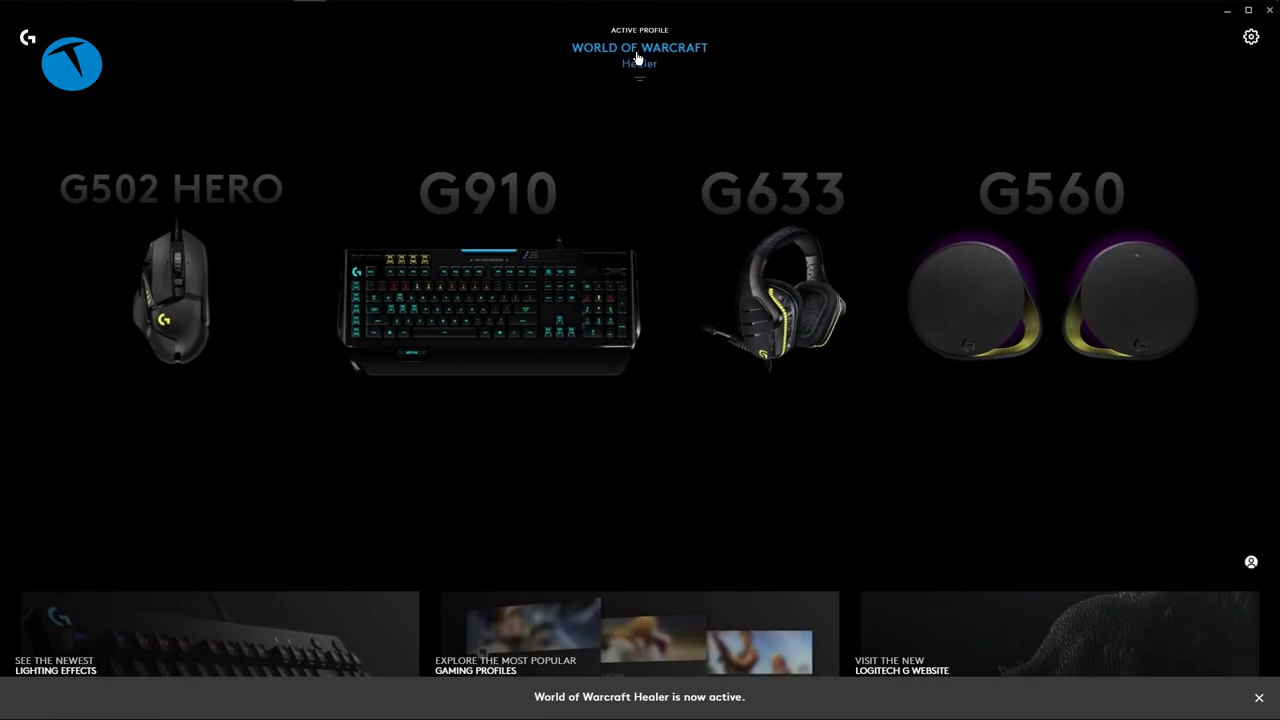 ACTIVE PROFILE
WORLD OF WARCRAFT
Healer
G502 HERO
G910
G633
G560
SEE THE NEWEST
LIGHTING EFFECTS
EXPLORE THE MOST POPULAR
GAMING PROFILES
VISIT THE NEW
LOGITECH G WEBSITE
World of Warcraft Healer is now active.